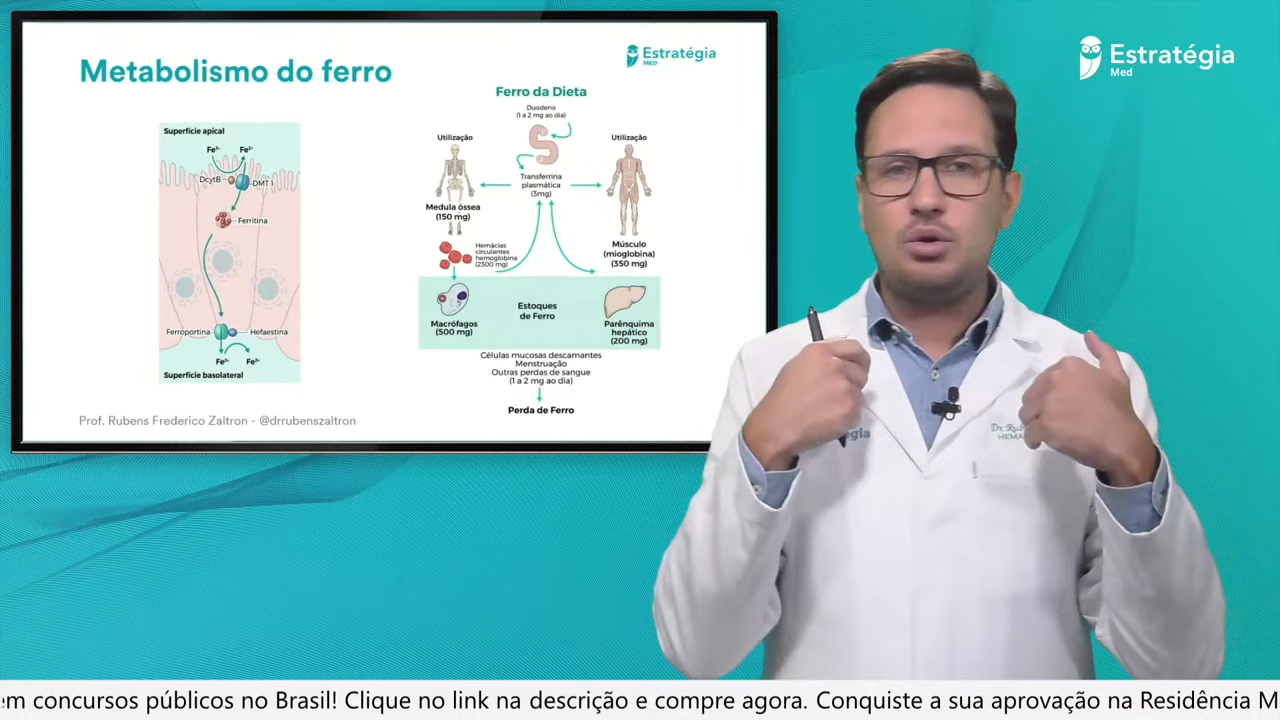 Metabolismo do ferro
Estratégia
MED
Superfície apical
Fe³⁺
Fe²⁺
DcytB
DMT 1
Ferritina
Ferroportina
Hefaestina
Fe²⁺
Fe³⁺
Superfície basolateral
Ferro da Dieta
Duodeno
(1 a 2 mg ao dia)
Utilização
Utilização
Transferrina
plasmática
(3mg)
Medula óssea
(150 mg)
Músculo
(mioglobina)
(350 mg)
Hemácias
circulantes
hemoglobina
(2300 mg)
Macrófagos
(500 mg)
Estoques
de Ferro
Parênquima
hepático
(200 mg)
Células mucosas descamantes
Menstruação
Outras perdas de sangue
(1 a 2 mg ao dia)
Perda de Ferro
Prof. Rubens Frederico Zaltron - @drrubenszaltron
Estratégia
Med
Dr.
em concursos públicos no Brasil! Clique no link na descrição e compre agora. Conquiste a sua aprovação na Residência M